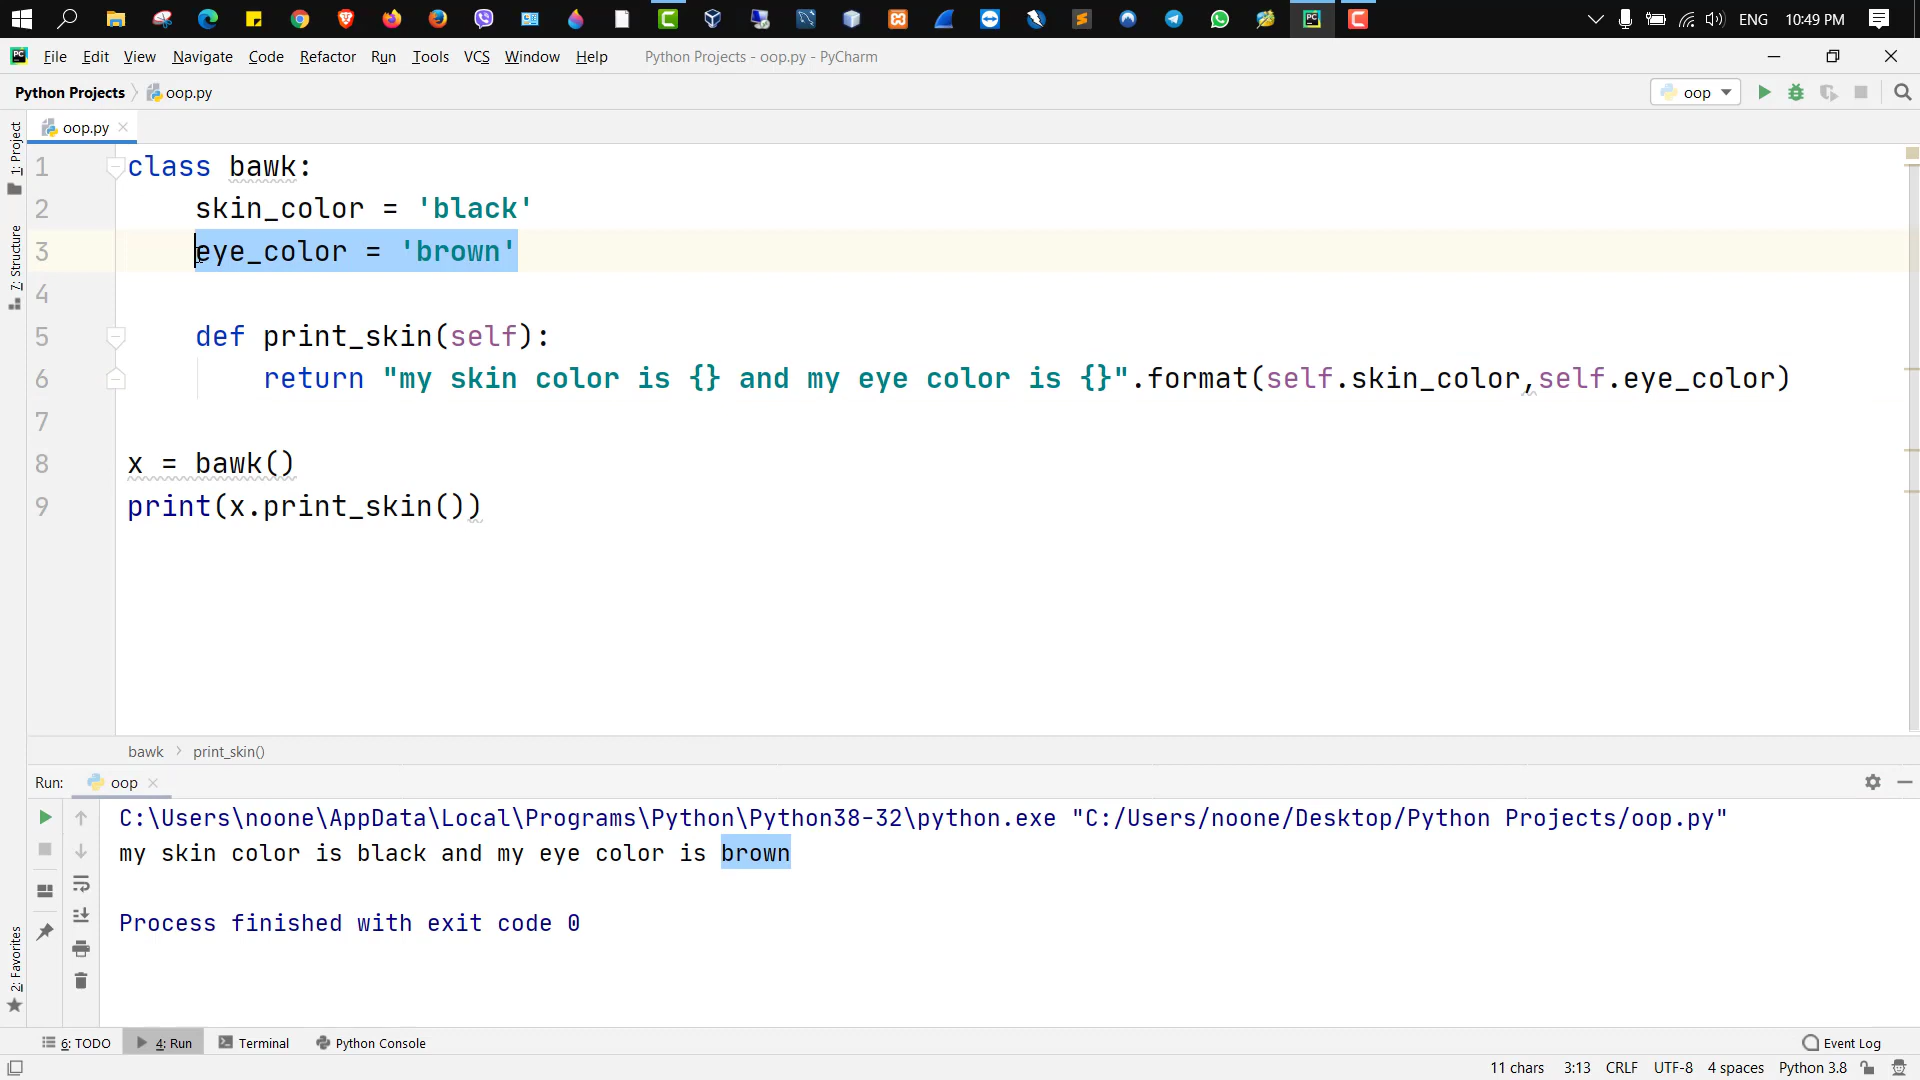 ENG 10:49 PM
File Edit View Navigate Code Refactor Run Tools VCS Window Help Python Projects - oop.py - PyCharm
Python Projects oop.py oop
oop.py
1: Project
7: Structure
2: Favorites
1 class bawk:
2 skin_color = 'black'
3 eye_color = 'brown'
4
5 def print_skin(self):
6 return "my skin color is {} and my eye color is {}".format(self.skin_color,self.eye_color)
7
8 x = bawk()
9 print(x.print_skin())
bawk print_skin()
Run: oop
C:\Users\noone\AppData\Local\Programs\Python\Python38-32\python.exe "C:/Users/noone/Desktop/Python Projects/oop.py"
my skin color is black and my eye color is brown
Process finished with exit code 0
6: TODO 4: Run Terminal Python Console Event Log
11 chars 3:13 CRLF UTF-8 4 spaces Python 3.8